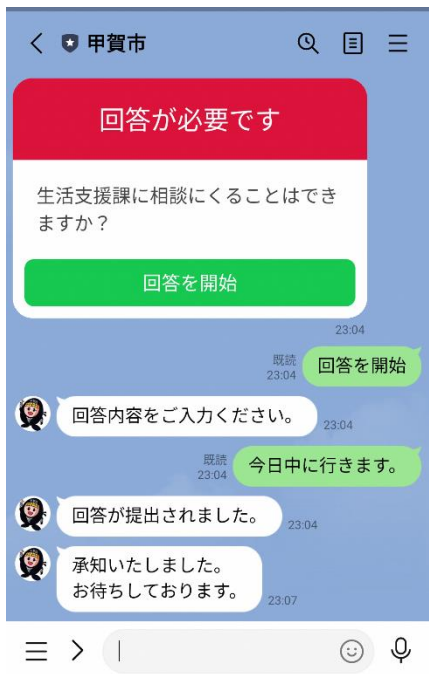 甲賀市
回答が必要です
生活支援課に相談にくることはでき
ますか？
回答を開始
23:04
既読
23:04
回答を開始
回答内容をご入力ください。
23:04
既読
23:04
今日中に行きます。
回答が提出されました。
23:04
承知いたしました。
お待ちしております。
23:07